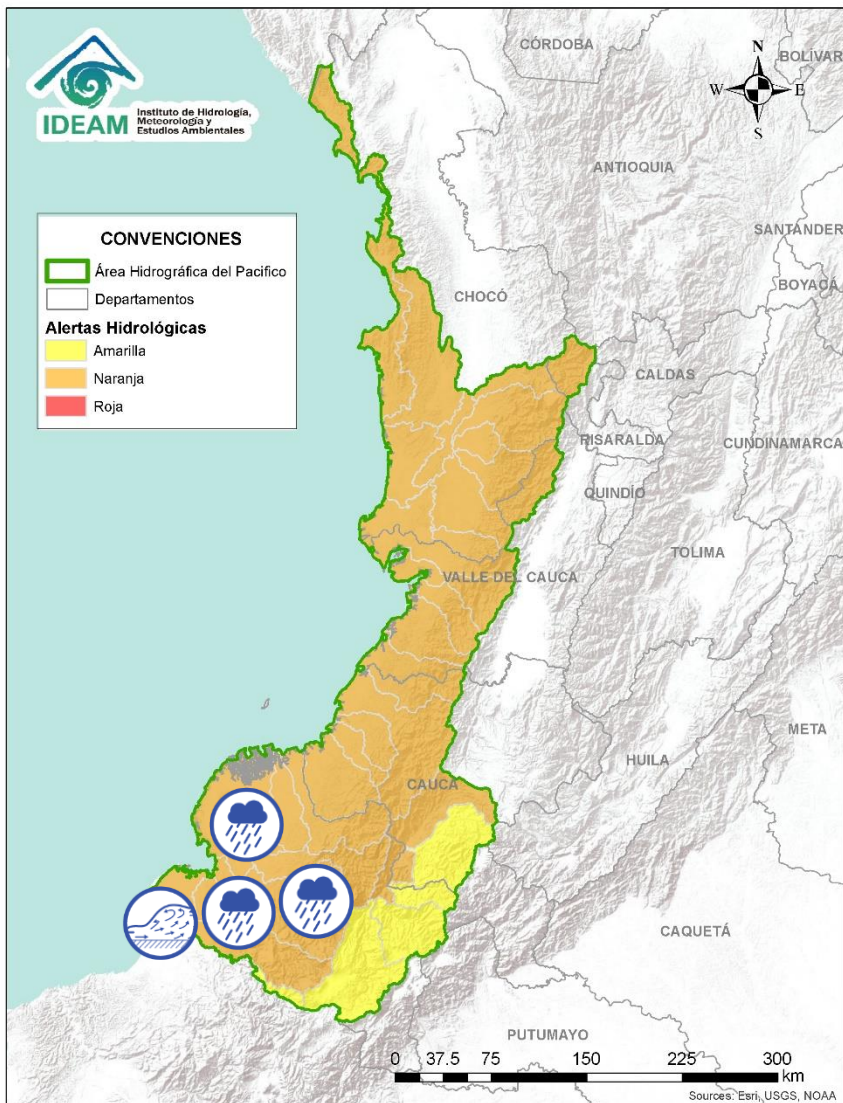 IDEAM
Instituto de Hidrología,
Meteorología y
Estudios Ambientales
CÓRDOBA
BOLÍVAR
N
W
E
S
ANTIOQUIA
SANTANDER
BOYACÁ
CONVENCIONES
Área Hidrográfica del Pacifico
Departamentos
Alertas Hidrológicas
Amarilla
Naranja
Roja
CHOCÓ
CALDAS
RISARALDA
CUNDINAMARCA
QUINDÍO
TOLIMA
VALLE DEL CAUCA
META
HUILA
CAUCA
CAQUETÁ
PUTUMAYO
0 37.5 75 150 225 300
km
Sources: Esri, USGS, NOAA